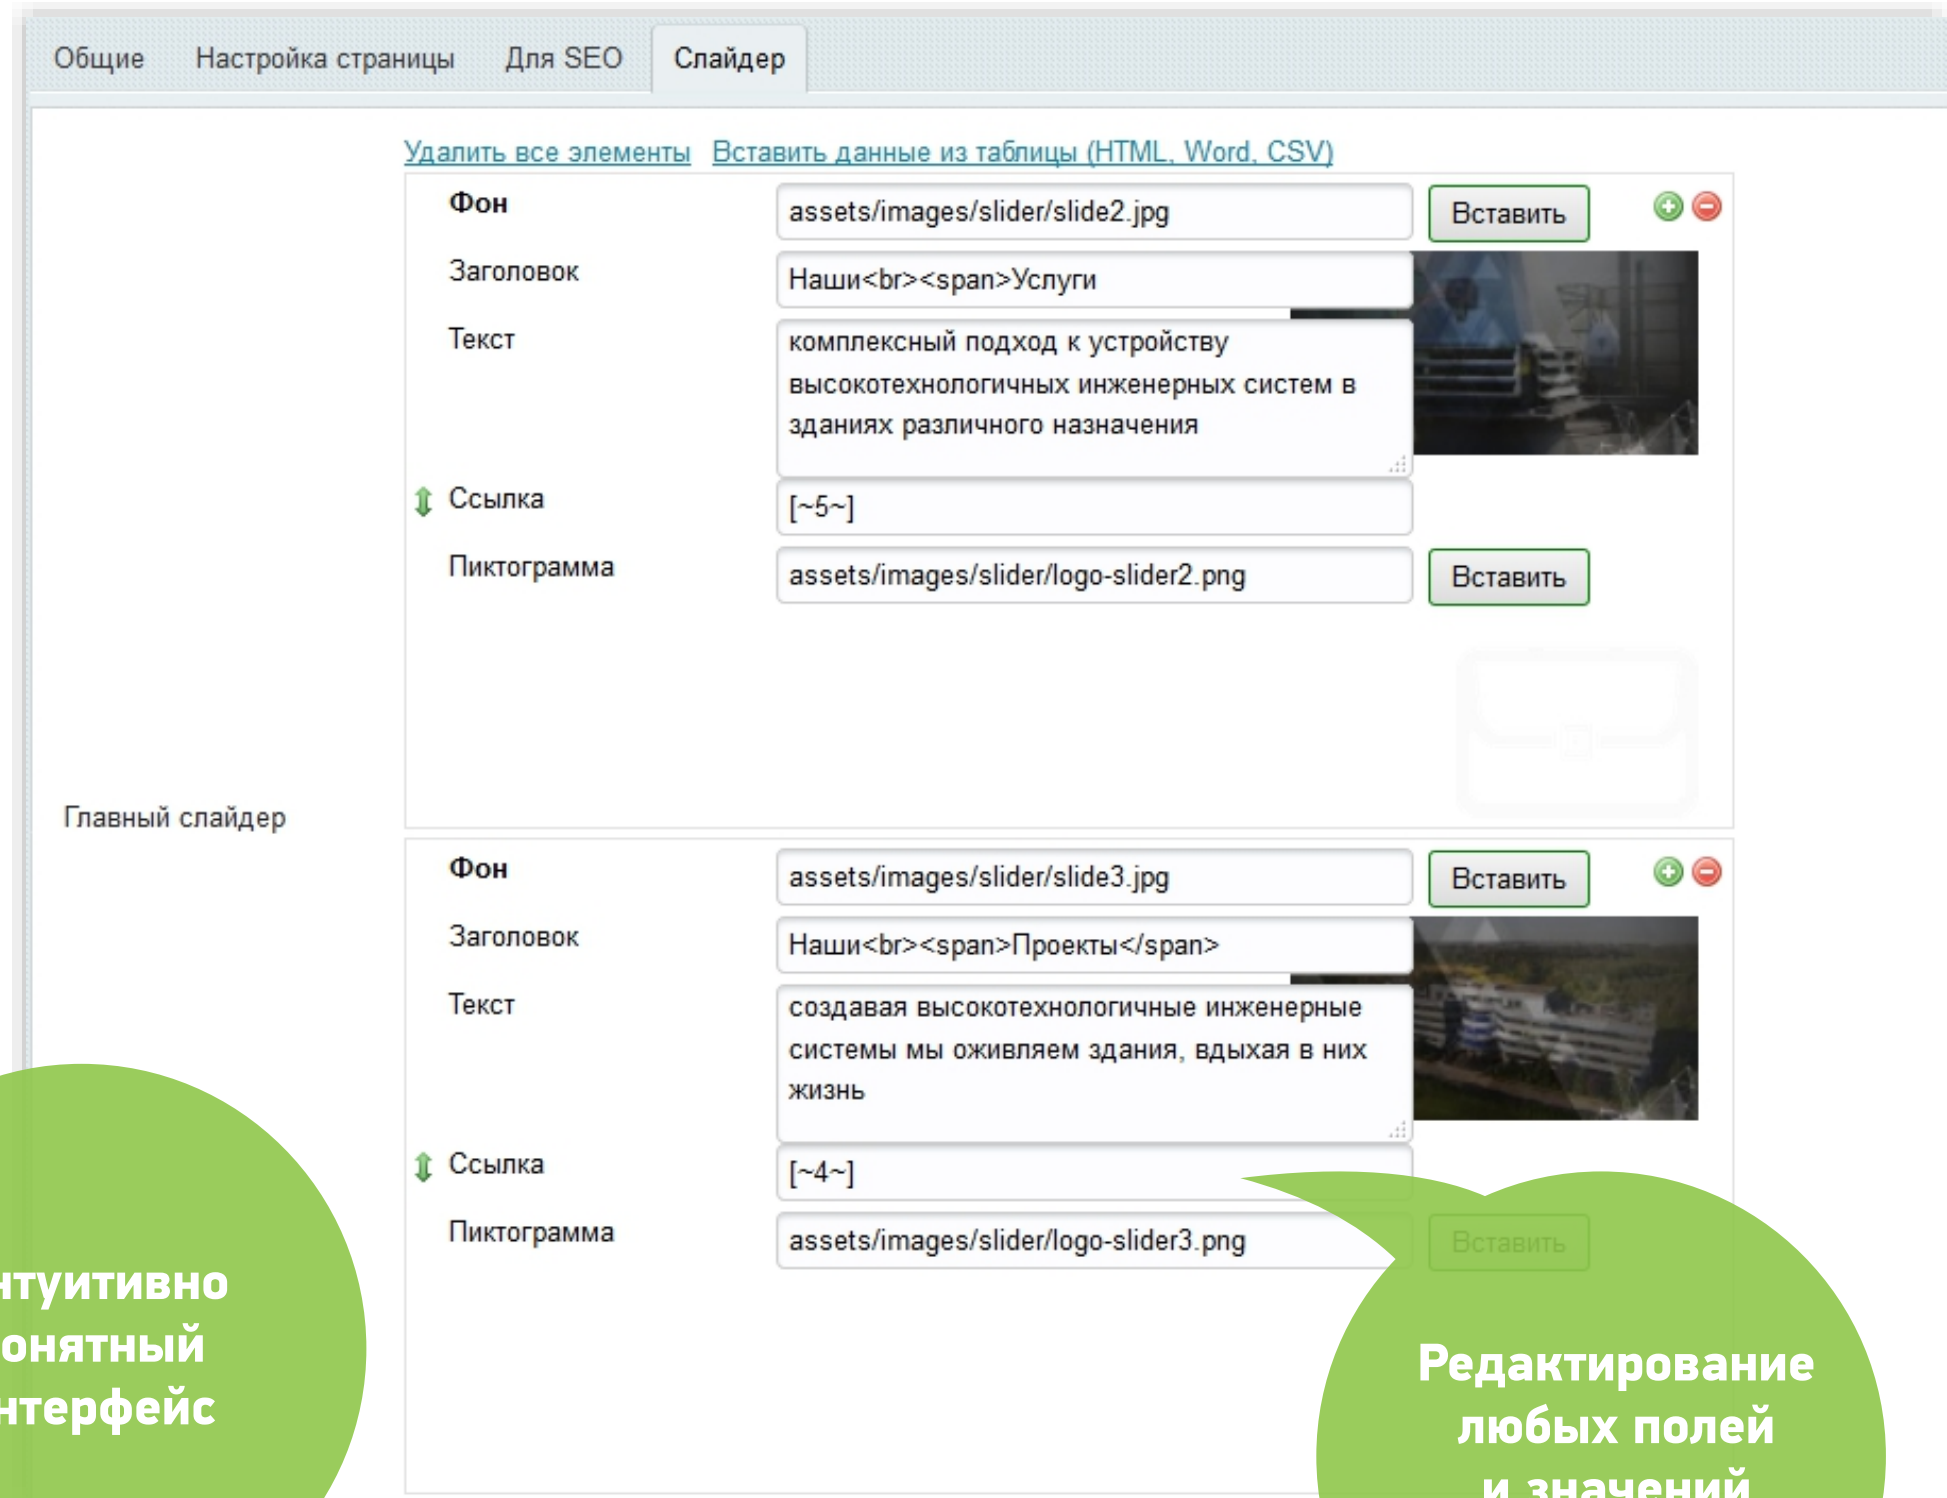 Общие Настройка страницы Для SEO Слайдер
Удалить все элементы Вставить данные из таблицы (HTML, Word, CSV)
Фон assets/images/slider/slide2.jpg Вставить
Заголовок Наши<br><span>Услуги
Текст комплексный подход к устройству
высокотехнологичных инженерных систем в
зданиях различного назначения
Ссылка [~5~]
Пиктограмма assets/images/slider/logo-slider2.png Вставить
Главный слайдер
Фон assets/images/slider/slide3.jpg Вставить
Заголовок Наши<br><span>Проекты</span>
Текст создавая высокотехнологичные инженерные
системы мы оживляем здания, вдыхая в них
жизнь
Ссылка [~4~]
Пиктограмма assets/images/slider/logo-slider3.png Вставить
нтуитивно
онятный
нтерфейс
Редактирование
любых полей
и значений